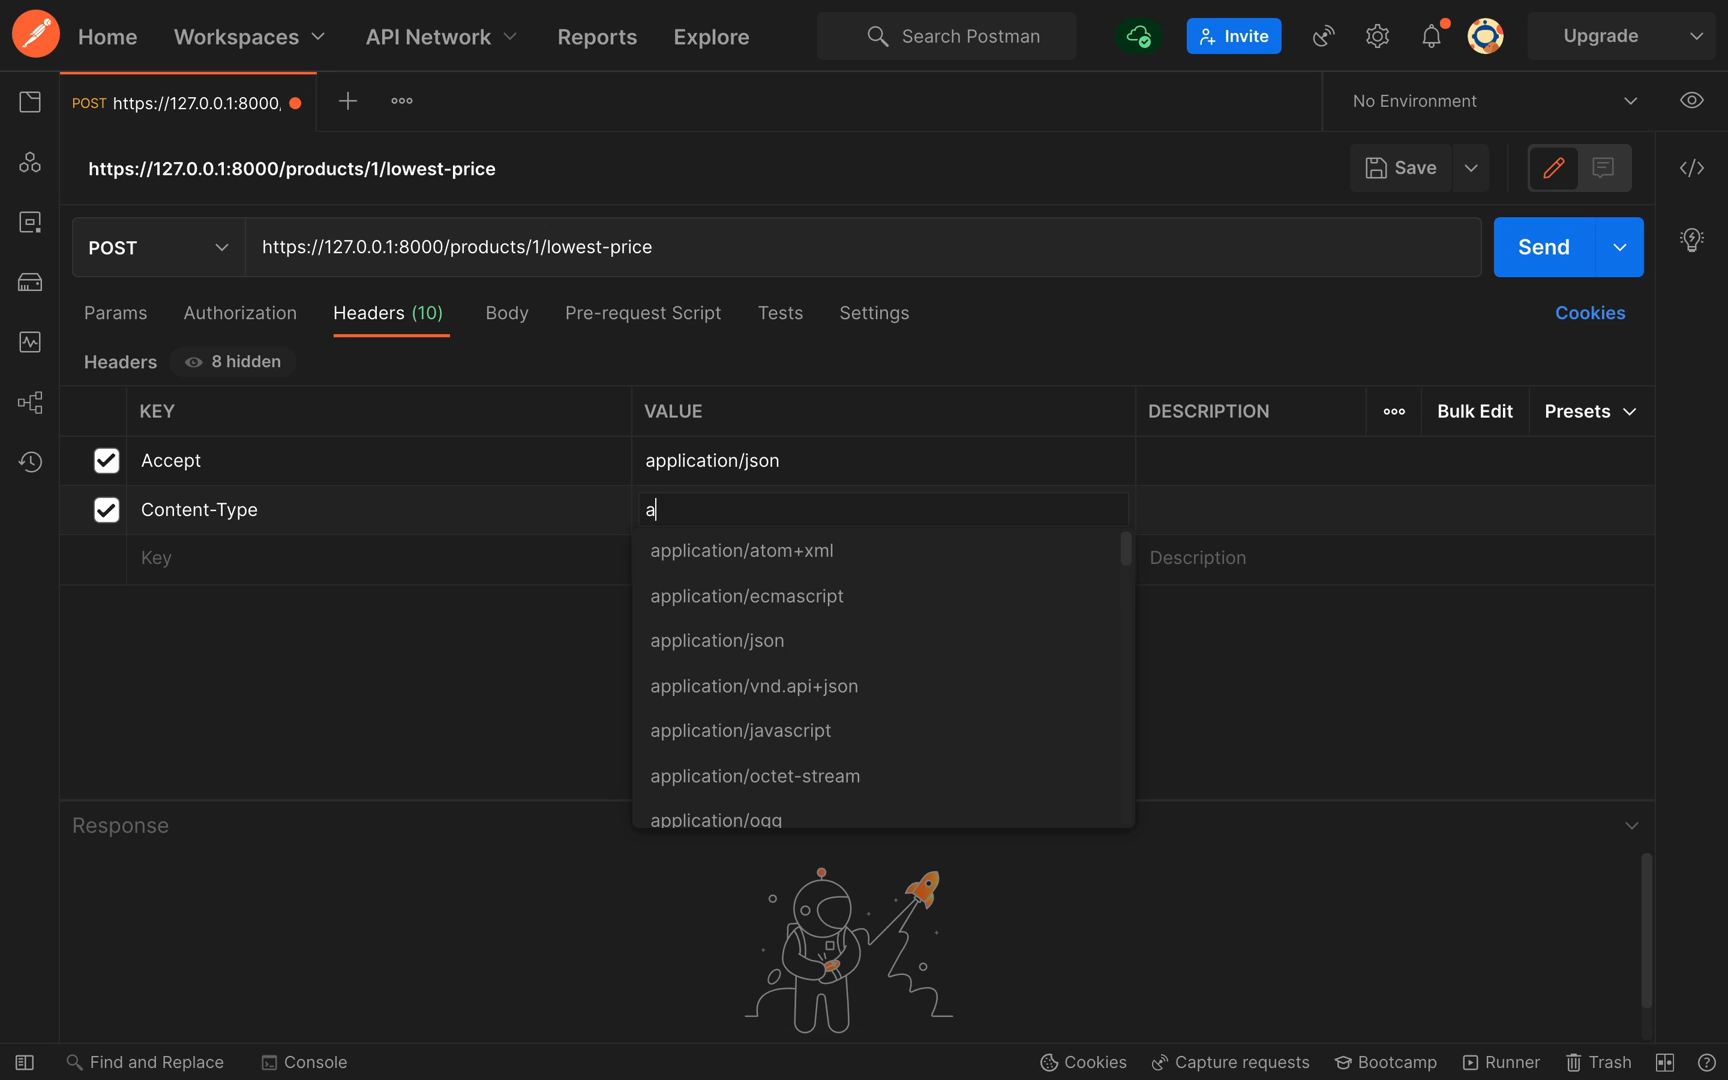 Home Workspaces API Network Reports Explore Search Postman Invite Upgrade
POST https://127.0.0.1:8000, No Environment
https://127.0.0.1:8000/products/1/lowest-price Save
POST https://127.0.0.1:8000/products/1/lowest-price Send
Params Authorization Headers (10) Body Pre-request Script Tests Settings Cookies
Headers 8 hidden
KEY VALUE DESCRIPTION Bulk Edit Presets
Accept application/json
Content-Type a
Key Description
application/atom+xml
application/ecmascript
application/json
application/vnd.api+json
application/javascript
application/octet-stream
application/ogg
Response
Find and Replace Console Cookies Capture requests Bootcamp Runner Trash